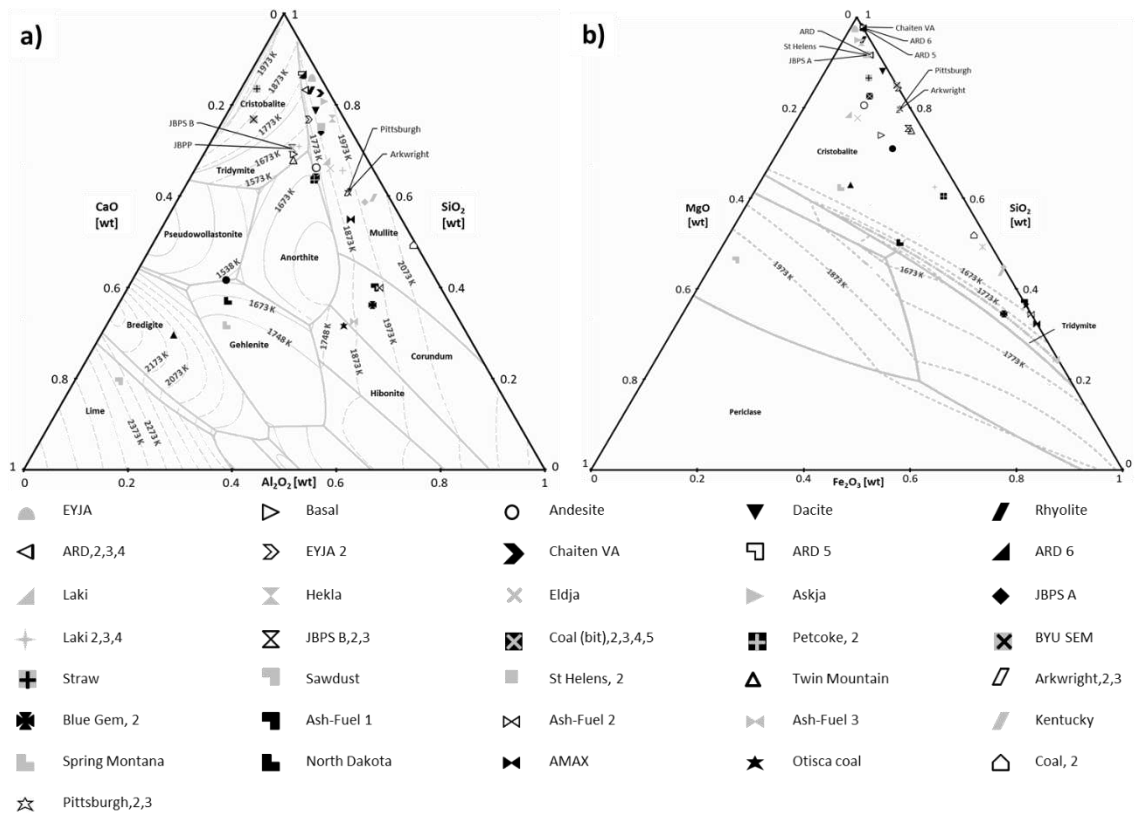 a)
0 1
1973 K
1873 K
Cristobalite
0.2
0.8
1773 K
JBPS B
JBPP
Pittsburgh
Arkwright
1673 K
Tridymite
1573 K
1773 K
1973 K
CaO
[wt]
0.4
SiO2
[wt]
0.6
1673 K
Mullite
Pseudowollastonite
1873 K
Anorthite
2073 K
1538 K
0.6
0.4
1673 K
Bredigite
Gehlenite
1748 K
1748 K
1973 K
2173 K
1873 K
Corundum
2073 K
0.8
0.2
Lime
Hibonite
2373 K
2273 K
1
0
0.2
0.4
Al2O2 [wt]
0.6
0.8
1
b)
0 1
ARD
Chaiten VA
ARD 6
St Helens
ARD 5
JBPS A
Pittsburgh
Arkwright
0.2
0.8
Cristobalite
MgO
[wt]
0.4
SiO2
[wt]
0.6
1973 K
1873 K
1673 K
1673 K
1773 K
0.6
0.4
Tridymite
1773 K
0.8
0.2
Periclase
1
0
0.2
0.4
Fe2O3 [wt]
0.6
0.8
1
EYJA Basal Andesite Dacite Rhyolite
ARD,2,3,4 EYJA 2 Chaiten VA ARD 5 ARD 6
Laki Hekla Eldja Askja JBPS A
Laki 2,3,4 JBPS B,2,3 Coal (bit),2,3,4,5 Petcoke, 2 BYU SEM
Straw Sawdust St Helens, 2 Twin Mountain Arkwright,2,3
Blue Gem, 2 Ash-Fuel 1 Ash-Fuel 2 Ash-Fuel 3 Kentucky
Spring Montana North Dakota AMAX Otisca coal Coal, 2
Pittsburgh,2,3